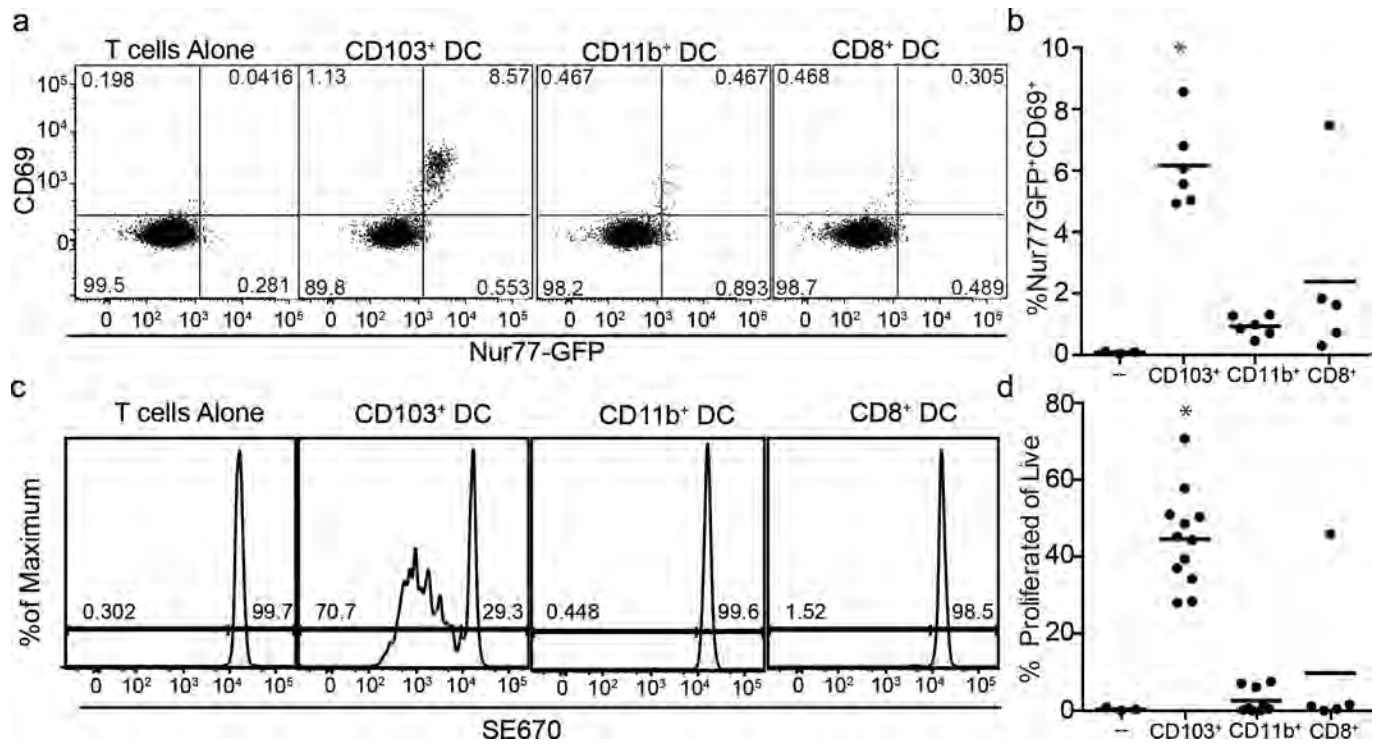 a
T cells Alone CD103⁺ DC CD11b⁺ DC CD8⁺ DC
0.198 0.0416 1.13 8.57 0.467 0.467 0.468 0.305
10⁵
10⁴
10³
0
CD69
99.5 0.281 89.8 0.553 98.2 0.893 98.7 0.489
0 10² 10³ 10⁴ 10⁵ 0 10² 10³ 10⁴ 10⁵ 0 10² 10³ 10⁴ 10⁵ 0 10² 10³ 10⁴ 10⁵
Nur77-GFP
b
%Nur77GFP⁺CD69⁺
10
*
8
6
4
2
0
-- CD103⁺ CD11b⁺ CD8⁺
c
T cells Alone CD103⁺ DC CD11b⁺ DC CD8⁺ DC
%of Maximum
0.302 99.7 70.7 29.3 0.448 99.6 1.52 98.5
0 10² 10³ 10⁴ 10⁵ 0 10² 10³ 10⁴ 10⁵ 0 10² 10³ 10⁴ 10⁵ 0 10² 10³ 10⁴ 10⁵
SE670
d
% Proliferated of Live
80
*
60
40
20
0
-- CD103⁺ CD11b⁺ CD8⁺